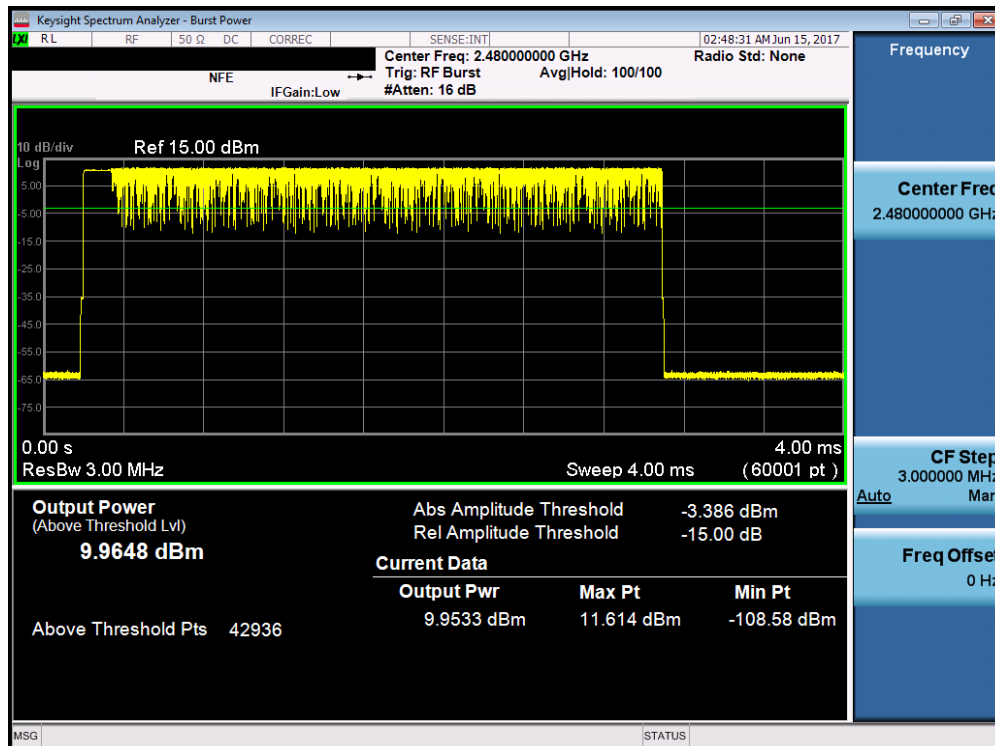 Keysight Spectrum Analyzer - Burst Power
LXI RL RF 50 Ω DC CORREC SENSE:INT 02:48:31 AM Jun 15, 2017
Center Freq: 2.480000000 GHz Radio Std: None
NFE Trig: RF Burst Avg|Hold: 100/100
IFGain:Low #Atten: 16 dB
10 dB/div Ref 15.00 dBm
Log
5.00
-5.00
-15.0
-25.0
-35.0
-45.0
-55.0
-65.0
-75.0
0.00 s 4.00 ms
ResBw 3.00 MHz Sweep 4.00 ms (60001 pt)
Output Power
(Above Threshold Lvl)
9.9648 dBm
Above Threshold Pts 42936
Abs Amplitude Threshold -3.386 dBm
Rel Amplitude Threshold -15.00 dB
Current Data
Output Pwr Max Pt Min Pt
9.9533 dBm 11.614 dBm -108.58 dBm
Frequency
Center Freq
2.480000000 GHz
CF Step
3.000000 MHz
Auto Man
Freq Offset
0 Hz
MSG STATUS